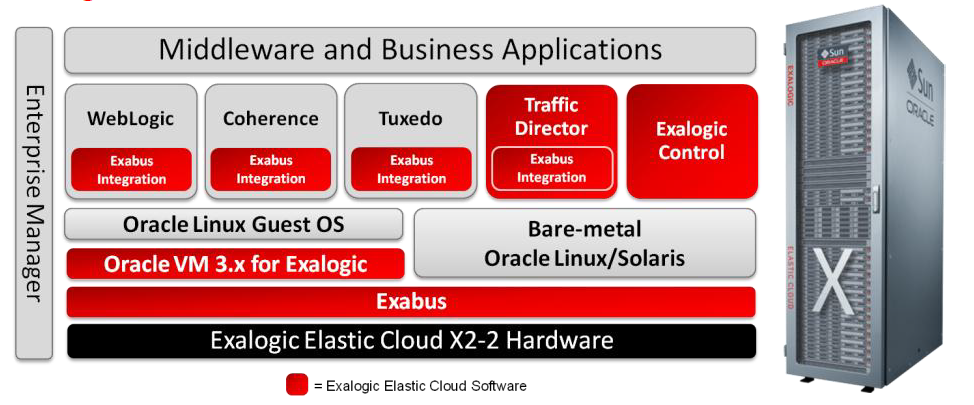 Enterprise Manager
Middleware and Business Applications
WebLogic
Exabus
Integration
Coherence
Exabus
Integration
Tuxedo
Exabus
Integration
Traffic
Director
Exabus
Integration
Exalogic
Control
Oracle Linux Guest OS
Bare-metal
Oracle Linux/Solaris
Oracle VM 3.x for Exalogic
Exabus
Exalogic Elastic Cloud X2-2 Hardware
= Exalogic Elastic Cloud Software
Sun
ORACLE
EXALOGIC
ELASTIC CLOUD
X
Sun
ORACLE